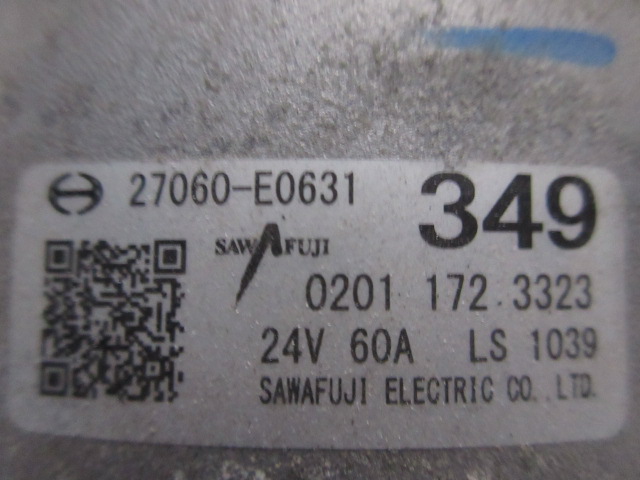 27060-E0631
349
SAWAFUJI
0201 172 3323
24V 60A LS 1039
SAWAFUJI ELECTRIC CO., LTD.